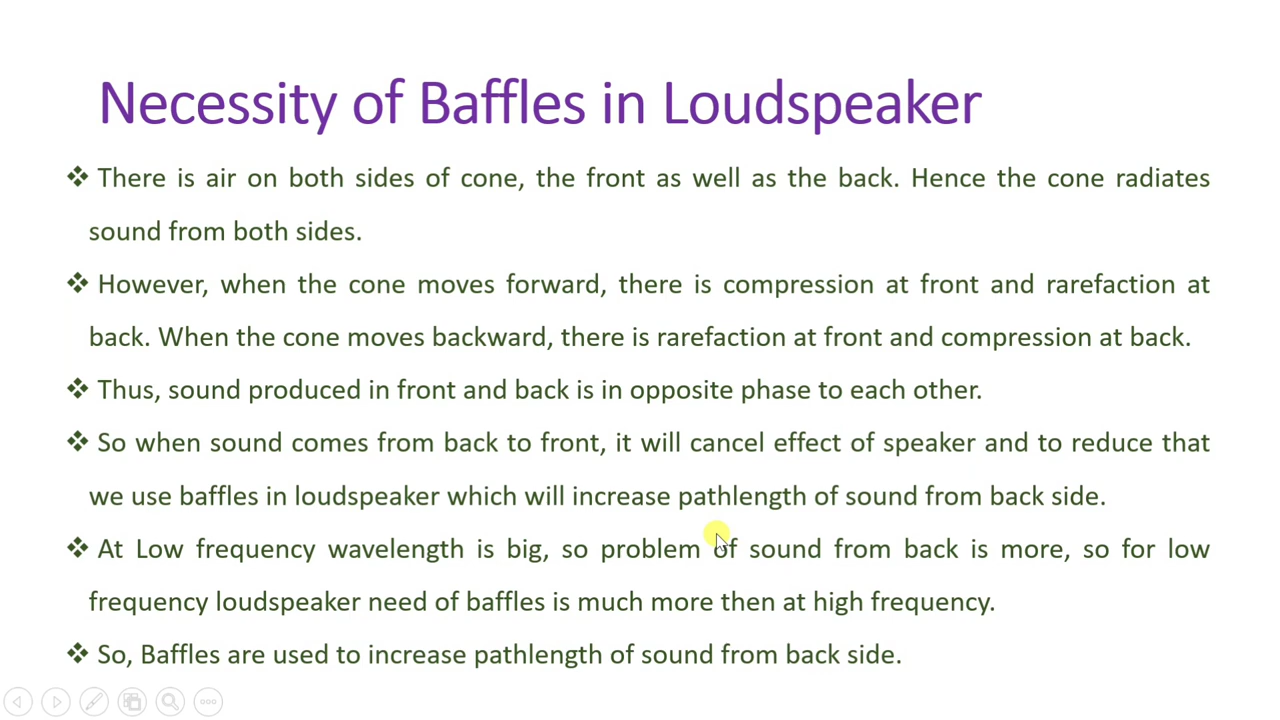 Necessity of Baffles in Loudspeaker
❖ There is air on both sides of cone, the front as well as the back. Hence the cone radiates
sound from both sides.
❖ However, when the cone moves forward, there is compression at front and rarefaction at
back. When the cone moves backward, there is rarefaction at front and compression at back.
❖ Thus, sound produced in front and back is in opposite phase to each other.
❖ So when sound comes from back to front, it will cancel effect of speaker and to reduce that
we use baffles in loudspeaker which will increase pathlength of sound from back side.
❖ At Low frequency wavelength is big, so problem of sound from back is more, so for low
frequency loudspeaker need of baffles is much more then at high frequency.
❖ So, Baffles are used to increase pathlength of sound from back side.